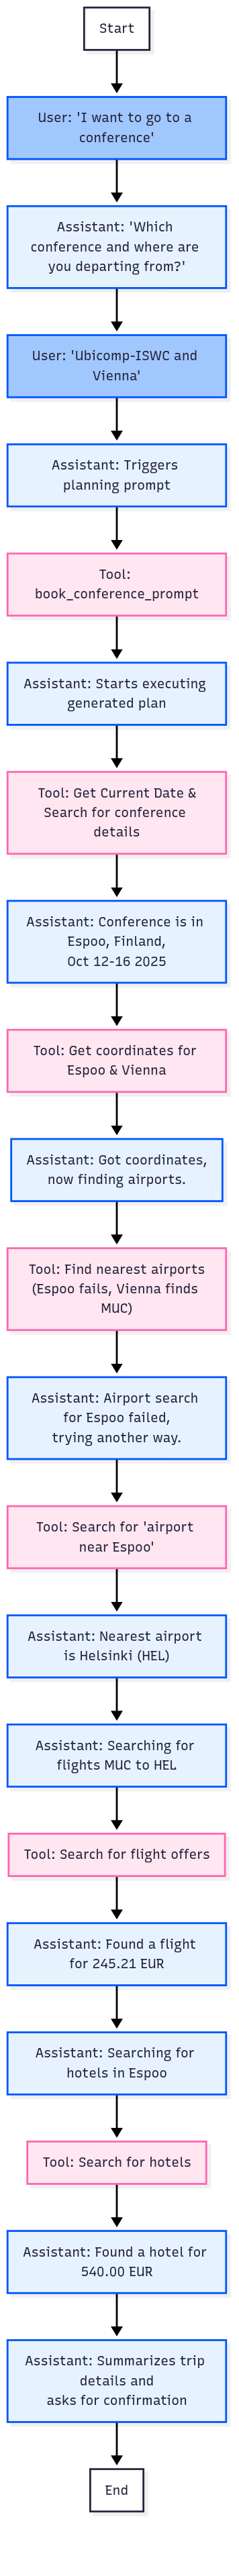 Start
User: 'I want to go to a
conference'
Assistant: 'Which
conference and where are
you departing from?'
User: 'Ubicomp-ISWC and
Vienna'
Assistant: Triggers
planning prompt
Tool:
book_conference_prompt
Assistant: Starts executing
generated plan
Tool: Get Current Date &
Search for conference
details
Assistant: Conference is in
Espoo, Finland,
Oct 12-16 2025
Tool: Get coordinates for
Espoo & Vienna
Assistant: Got coordinates,
now finding airports.
Tool: Find nearest airports
(Espoo fails, Vienna finds
MUC)
Assistant: Airport search
for Espoo failed,
trying another way.
Tool: Search for 'airport
near Espoo'
Assistant: Nearest airport
is Helsinki (HEL)
Assistant: Searching for
flights MUC to HEL
Tool: Search for flight offers
Assistant: Found a flight
for 245.21 EUR
Assistant: Searching for
hotels in Espoo
Tool: Search for hotels
Assistant: Found a hotel for
540.00 EUR
Assistant: Summarizes trip
details and
asks for confirmation
End